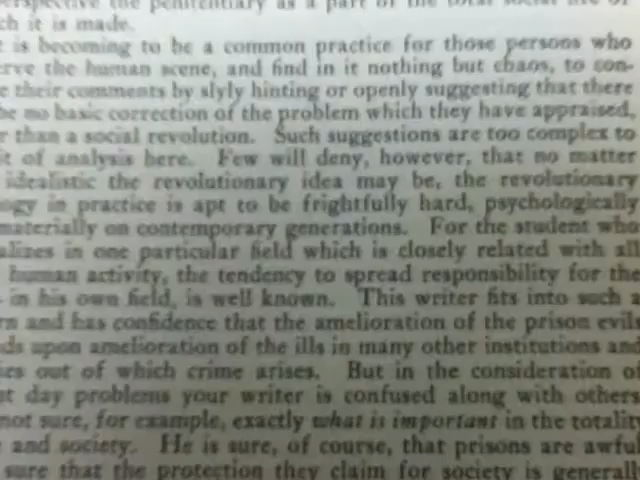 perspective the penitentiary as a part of the total social life of
ch it is made.
t is becoming to be a common practice for those persons who
erve the human scene, and find in it nothing but chaos, to con-
e their comments by slyly hinting or openly suggesting that there
be no basic correction of the problem which they have appraised,
r than a social revolution. Such suggestions are too complex to
it of analysis here. Few will deny, however, that no matter
idealistic the revolutionary idea may be, the revolutionary
ogy in practice is apt to be frightfully hard, psychologically
materially on contemporary generations. For the student who
alizes in one particular field which is closely related with all
human activity, the tendency to spread responsibility for the
in his own field, is well known. This writer fits into such a
rn and has confidence that the amelioration of the prison evils
ds upon amelioration of the ills in many other institutions and
ies out of which crime arises. But in the consideration of
nt day problems your writer is confused along with others
not sure, for example, exactly what is important in the totality
and society. He is sure, of course, that prisons are awful
sure that the protection they claim for society is generally